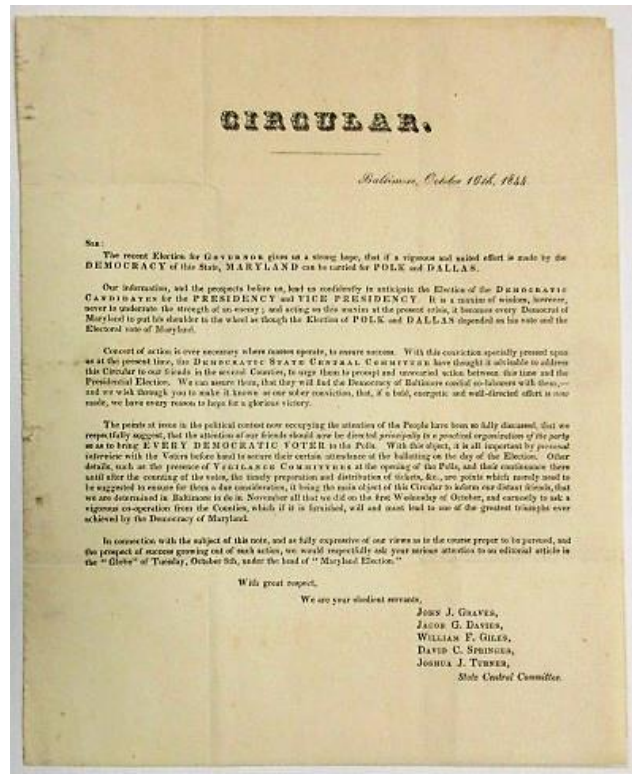 CIRCULAR.
Baltimore, October 16th, 1844
SIR:
The recent Election for GOVERNOR gives us a strong hope, that if a vigorous and united effort is made by the
DEMOCRACY of this State, MARYLAND can be carried for POLK and DALLAS.
Our information, and the prospects before us, lead us confidently to anticipate the Election of the DEMOCRATIC
CANDIDATES for the PRESIDENCY and VICE PRESIDENCY. It is a maxim of wisdom, however,
never to underrate the strength of an enemy; and acting on this maxim at the present crisis, it becomes every Democrat of
Maryland to put his shoulder to the wheel as though the Election of POLK and DALLAS depended on his vote and the
Electoral vote of Maryland.
Concert of action is ever necessary where masses operate, to ensure success. With this conviction specially pressed upon
us at the present time, the DEMOCRATIC STATE CENTRAL COMMITTEE have thought it advisable to address
this Circular to our friends in the several Counties, to urge them to prompt and unwearied action between this time and the
Presidential Election. We can assure them, that they will find the Democracy of Baltimore cordial co-laborers with them,—
and we wish through you to make it known as our sober conviction, that, if a bold, energetic and well-directed effort is now
made, we have every reason to hope for a glorious victory.
The points at issue in the political contest now occupying the attention of the People have been so fully discussed, that we
respectfully suggest, that the attention of our friends should now be directed principally to a practical organization of the party
so as to bring EVERY DEMOCRATIC VOTER to the Polls. With this object, it is all important by personal
interview with the Voters before hand to secure their certain attendance at the balloting on the day of the Election. Other
details, such as the presence of VIGILANCE COMMITTEES at the opening of the Polls, and their continuance there
until after the counting of the votes, the timely preparation and distribution of tickets, &c., are points which merely need to
be suggested to ensure for them a due consideration, it being the main object of this Circular to inform our distant friends, that
we are determined in Baltimore to do in November all that we did on the first Wednesday of October, and earnestly to ask a
vigorous co-operation from the Counties, which if it is furnished, will and must lead to one of the greatest triumphs ever
achieved by the Democracy of Maryland.
In connection with the subject of this note, and as fully expressive of our views as to the course proper to be pursued, and
the prospect of success growing out of such action, we would respectfully ask your serious attention to an editorial article in
the "Globe" of Tuesday, October 8th, under the head of "Maryland Election."
With great respect,
We are your obedient servants,
JOHN J. GRAVES,
JACOB G. DAVIES,
WILLIAM F. GILES,
DAVID C. SPRINGER,
JOSHUA J. TURNER,
State Central Committee.